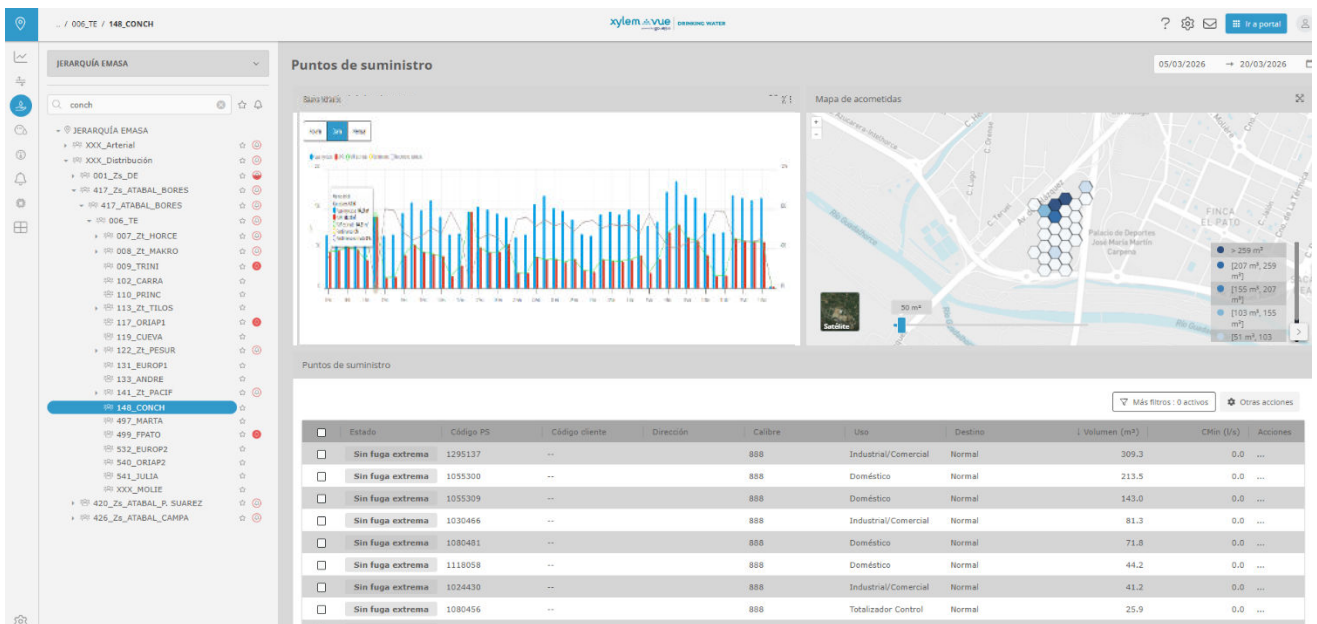 .. / 006_TE / 148_CONCH
xylem vue DRINKING WATER
Ir a portal
JERARQUÍA EMASA
conch
JERARQUÍA EMASA
XXX_Arterial
XXX_Distribución
001_Zs_DE
417_Zs_ATABAL_BORES
417_ATABAL_BORES
006_TE
007_Zt_HORCE
008_Zt_MAKRO
009_TRINI
102_CARRA
110_PRINC
113_Zt_TILOS
117_ORIAP1
119_CUEVA
122_Zt_PESUR
131_EUROP1
133_ANDRE
141_Zt_PACIF
148_CONCH
497_MARTA
499_FPATO
532_EUROP2
540_ORIAP2
541_JULIA
XXX_MOLIE
420_Zs_ATABAL_P. SUAREZ
426_Zs_ATABAL_CAMPA
Puntos de suministro
05/03/2026 → 20/03/2026
Mapa de acometidas
+
-
C. Orense
C. Lugo
C. Teruel
FINCA
EL PATO
Palacio de Deportes
José María Martín
Carpena
Río Guadalhorce
Satélite
50 m³
> 259 m³
[207 m³, 259
m³]
[155 m³, 207
m³]
[103 m³, 155
m³]
[51 m³, 103
Puntos de suministro
Más filtros : 0 activos
Otras acciones
Estado Código PS Código cliente Dirección Calibre Uso Destino ↓ Volumen (m³) CMin (l/s) Acciones
Sin fuga extrema 1295137 -- 888 Industrial/Comercial Normal 309.3 0.0 ...
Sin fuga extrema 1055300 -- 888 Doméstico Normal 213.5 0.0 ...
Sin fuga extrema 1055309 -- 888 Doméstico Normal 143.0 0.0 ...
Sin fuga extrema 1030466 -- 888 Industrial/Comercial Normal 81.3 0.0 ...
Sin fuga extrema 1080481 -- 888 Doméstico Normal 71.8 0.0 ...
Sin fuga extrema 1118058 -- 888 Doméstico Normal 44.2 0.0 ...
Sin fuga extrema 1024430 -- 888 Industrial/Comercial Normal 41.2 0.0 ...
Sin fuga extrema 1080456 -- 888 Totalizador Control Normal 25.9 0.0 ...